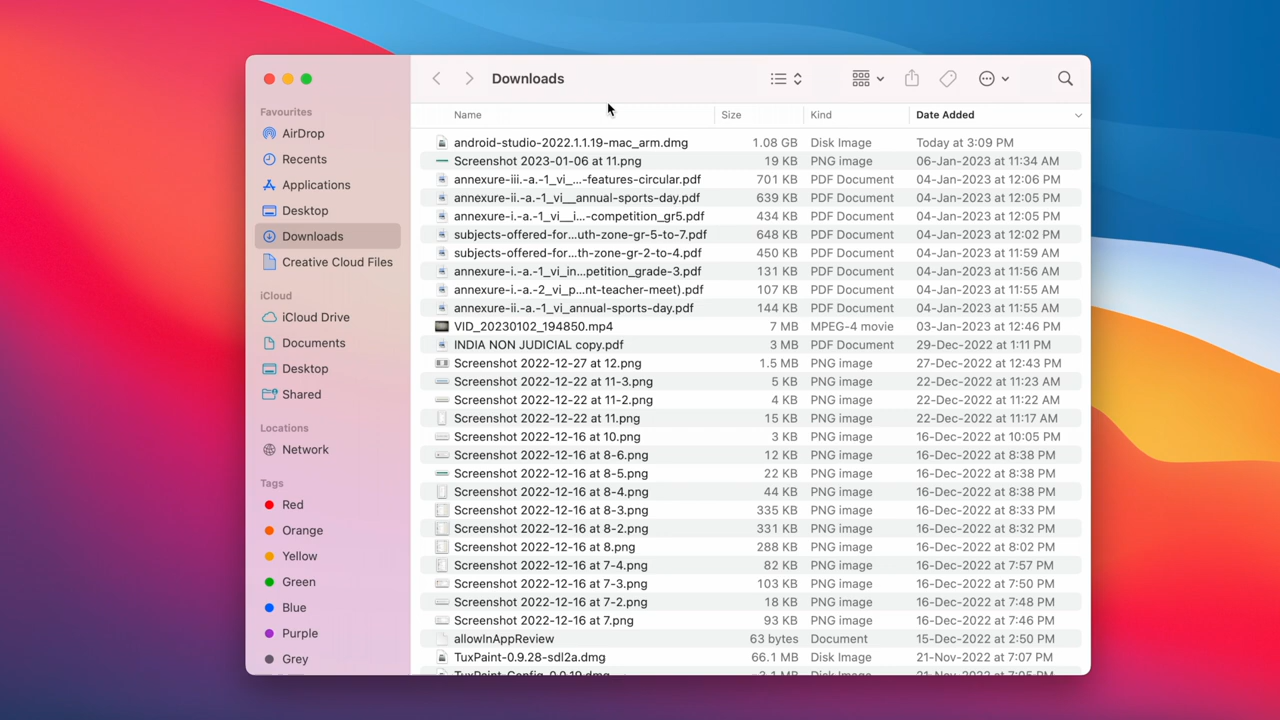 Downloads
Favourites
AirDrop
Recents
Applications
Desktop
Downloads
Creative Cloud Files
iCloud
iCloud Drive
Documents
Desktop
Shared
Locations
Network
Tags
Red
Orange
Yellow
Green
Blue
Purple
Grey
Name Size Kind Date Added
android-studio-2022.1.1.19-mac_arm.dmg 1.08 GB Disk Image Today at 3:09 PM
Screenshot 2023-01-06 at 11.png 19 KB PNG image 06-Jan-2023 at 11:34 AM
annexure-iii.-a.-1_vi_...-features-circular.pdf 701 KB PDF Document 04-Jan-2023 at 12:06 PM
annexure-ii.-a.-1_vi__annual-sports-day.pdf 639 KB PDF Document 04-Jan-2023 at 12:05 PM
annexure-i.-a.-1_vi__i...-competition_gr5.pdf 434 KB PDF Document 04-Jan-2023 at 12:05 PM
subjects-offered-for...uth-zone-gr-5-to-7.pdf 648 KB PDF Document 04-Jan-2023 at 12:02 PM
subjects-offered-for...th-zone-gr-2-to-4.pdf 450 KB PDF Document 04-Jan-2023 at 11:59 AM
annexure-i.-a.-1_vi_in...petition_grade-3.pdf 131 KB PDF Document 04-Jan-2023 at 11:56 AM
annexure-i.-a.-2_vi_p...nt-teacher-meet).pdf 107 KB PDF Document 04-Jan-2023 at 11:55 AM
annexure-ii.-a.-1_vi_annual-sports-day.pdf 144 KB PDF Document 04-Jan-2023 at 11:55 AM
VID_20230102_194850.mp4 7 MB MPEG-4 movie 03-Jan-2023 at 12:46 PM
INDIA NON JUDICIAL copy.pdf 3 MB PDF Document 29-Dec-2022 at 1:11 PM
Screenshot 2022-12-27 at 12.png 1.5 MB PNG image 27-Dec-2022 at 12:43 PM
Screenshot 2022-12-22 at 11-3.png 5 KB PNG image 22-Dec-2022 at 11:23 AM
Screenshot 2022-12-22 at 11-2.png 4 KB PNG image 22-Dec-2022 at 11:22 AM
Screenshot 2022-12-22 at 11.png 15 KB PNG image 22-Dec-2022 at 11:17 AM
Screenshot 2022-12-16 at 10.png 3 KB PNG image 16-Dec-2022 at 10:05 PM
Screenshot 2022-12-16 at 8-6.png 12 KB PNG image 16-Dec-2022 at 8:38 PM
Screenshot 2022-12-16 at 8-5.png 22 KB PNG image 16-Dec-2022 at 8:38 PM
Screenshot 2022-12-16 at 8-4.png 44 KB PNG image 16-Dec-2022 at 8:38 PM
Screenshot 2022-12-16 at 8-3.png 335 KB PNG image 16-Dec-2022 at 8:33 PM
Screenshot 2022-12-16 at 8-2.png 331 KB PNG image 16-Dec-2022 at 8:32 PM
Screenshot 2022-12-16 at 8.png 288 KB PNG image 16-Dec-2022 at 8:02 PM
Screenshot 2022-12-16 at 7-4.png 82 KB PNG image 16-Dec-2022 at 7:57 PM
Screenshot 2022-12-16 at 7-3.png 103 KB PNG image 16-Dec-2022 at 7:50 PM
Screenshot 2022-12-16 at 7-2.png 18 KB PNG image 16-Dec-2022 at 7:48 PM
Screenshot 2022-12-16 at 7.png 93 KB PNG image 16-Dec-2022 at 7:46 PM
allowInAppReview 63 bytes Document 15-Dec-2022 at 2:50 PM
TuxPaint-0.9.28-sdl2a.dmg 66.1 MB Disk Image 21-Nov-2022 at 7:07 PM